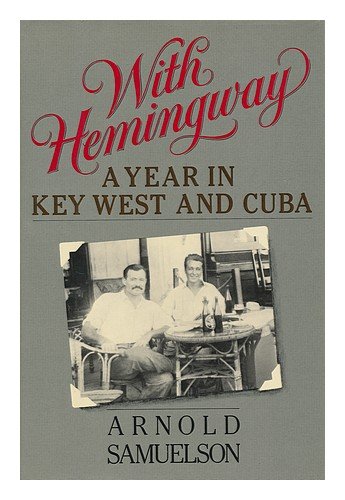 With
Hemingway
A YEAR IN
KEY WEST AND CUBA
ARNOLD
SAMUELSON